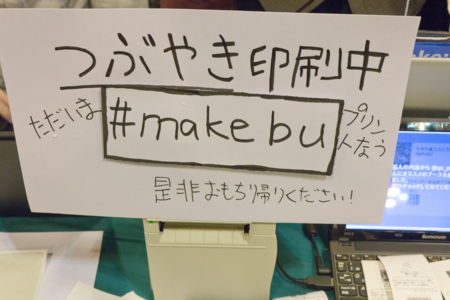 つぶやき印刷中
ただいま
#make bu
プリン
トなう
是非おもち帰りください!
lenovo